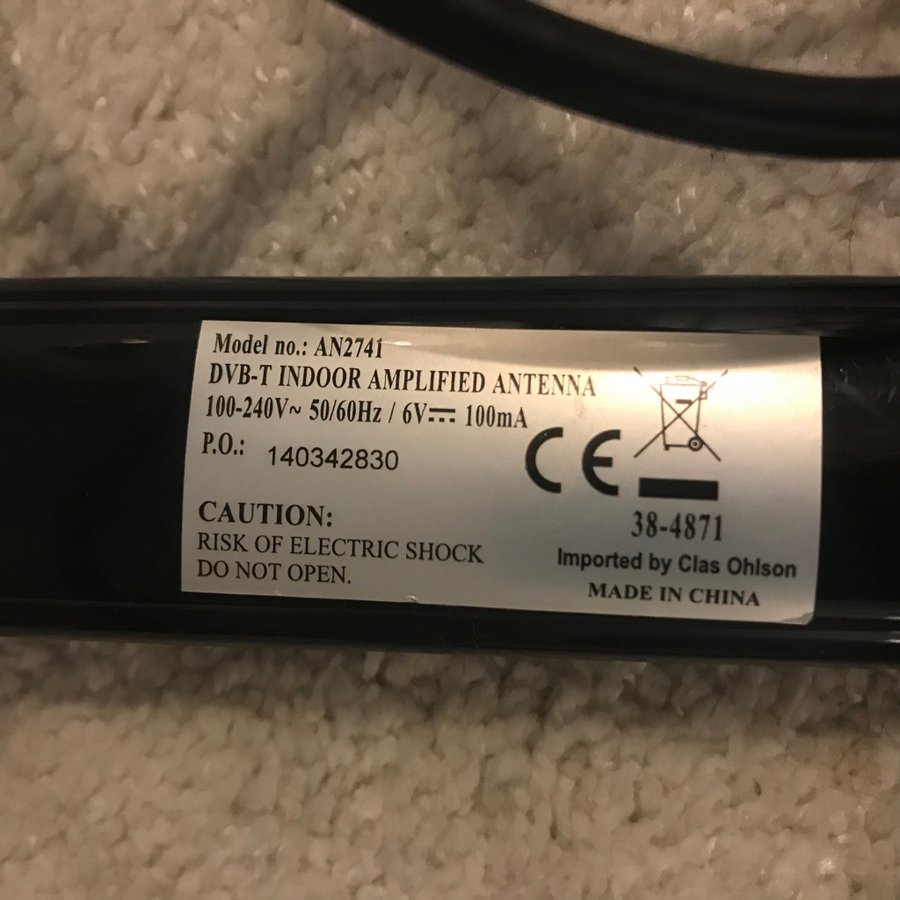 Model no.: AN2741
DVB-T INDOOR AMPLIFIED ANTENNA
100-240V~ 50/60Hz / 6V⎓ 100mA
P.O.: 140342830
CE
CAUTION:
RISK OF ELECTRIC SHOCK
DO NOT OPEN.
38-4871
Imported by Clas Ohlson
MADE IN CHINA